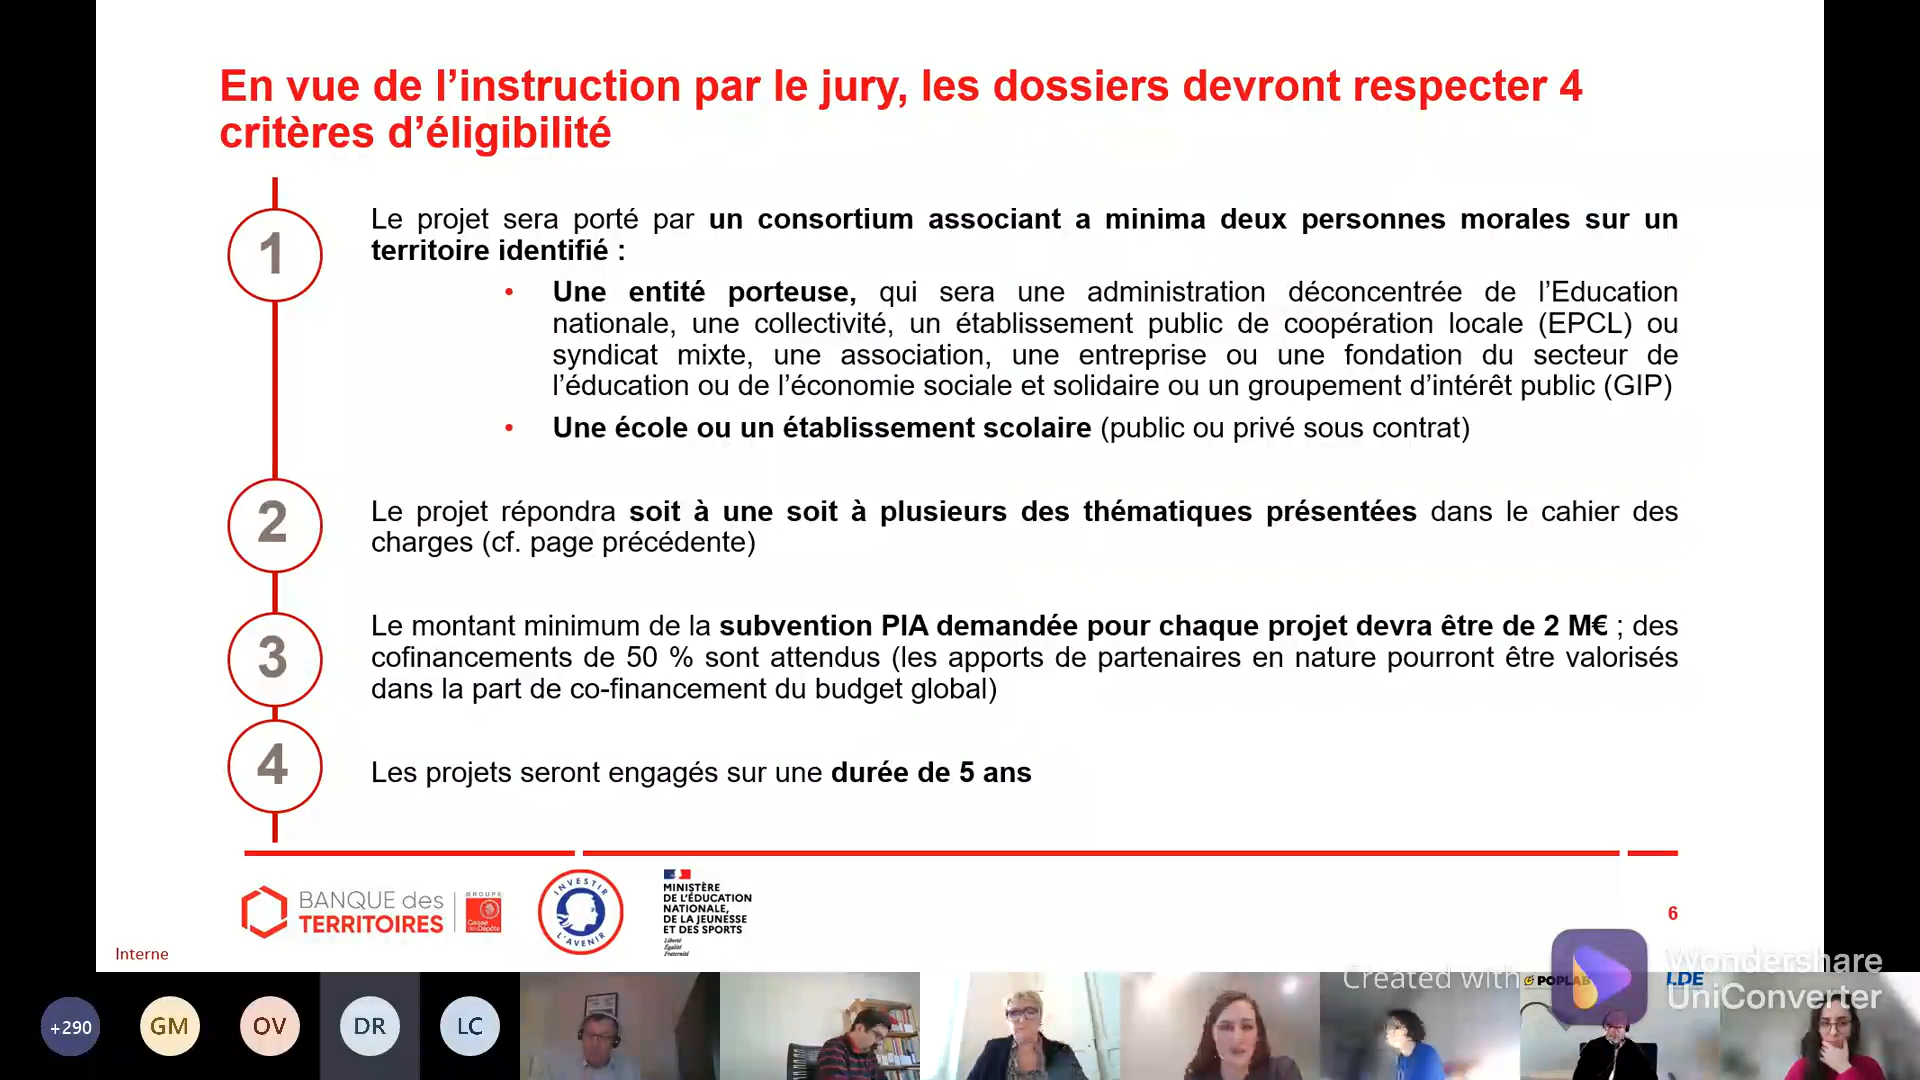 En vue de l’instruction par le jury, les dossiers devront respecter 4
critères d’éligibilité
1
Le projet sera porté par un consortium associant a minima deux personnes morales sur un
territoire identifié :
• Une entité porteuse, qui sera une administration déconcentrée de l’Education
nationale, une collectivité, un établissement public de coopération locale (EPCL) ou
syndicat mixte, une association, une entreprise ou une fondation du secteur de
l’éducation ou de l’économie sociale et solidaire ou un groupement d’intérêt public (GIP)
• Une école ou un établissement scolaire (public ou privé sous contrat)
2
Le projet répondra soit à une soit à plusieurs des thématiques présentées dans le cahier des
charges (cf. page précédente)
3
Le montant minimum de la subvention PIA demandée pour chaque projet devra être de 2 M€ ; des
cofinancements de 50 % sont attendus (les apports de partenaires en nature pourront être valorisés
dans la part de co-financement du budget global)
4
Les projets seront engagés sur une durée de 5 ans
BANQUE des
TERRITOIRES
GROUPE
Caisse
des Dépôts
INVESTIR
L’AVENIR
MINISTÈRE
DE L’ÉDUCATION
NATIONALE,
DE LA JEUNESSE
ET DES SPORTS
Liberté
Égalité
Fraternité
6
Interne
Created with
Wondershare
UniConverter
POPLAB
LDE
+290
GM
OV
DR
LC